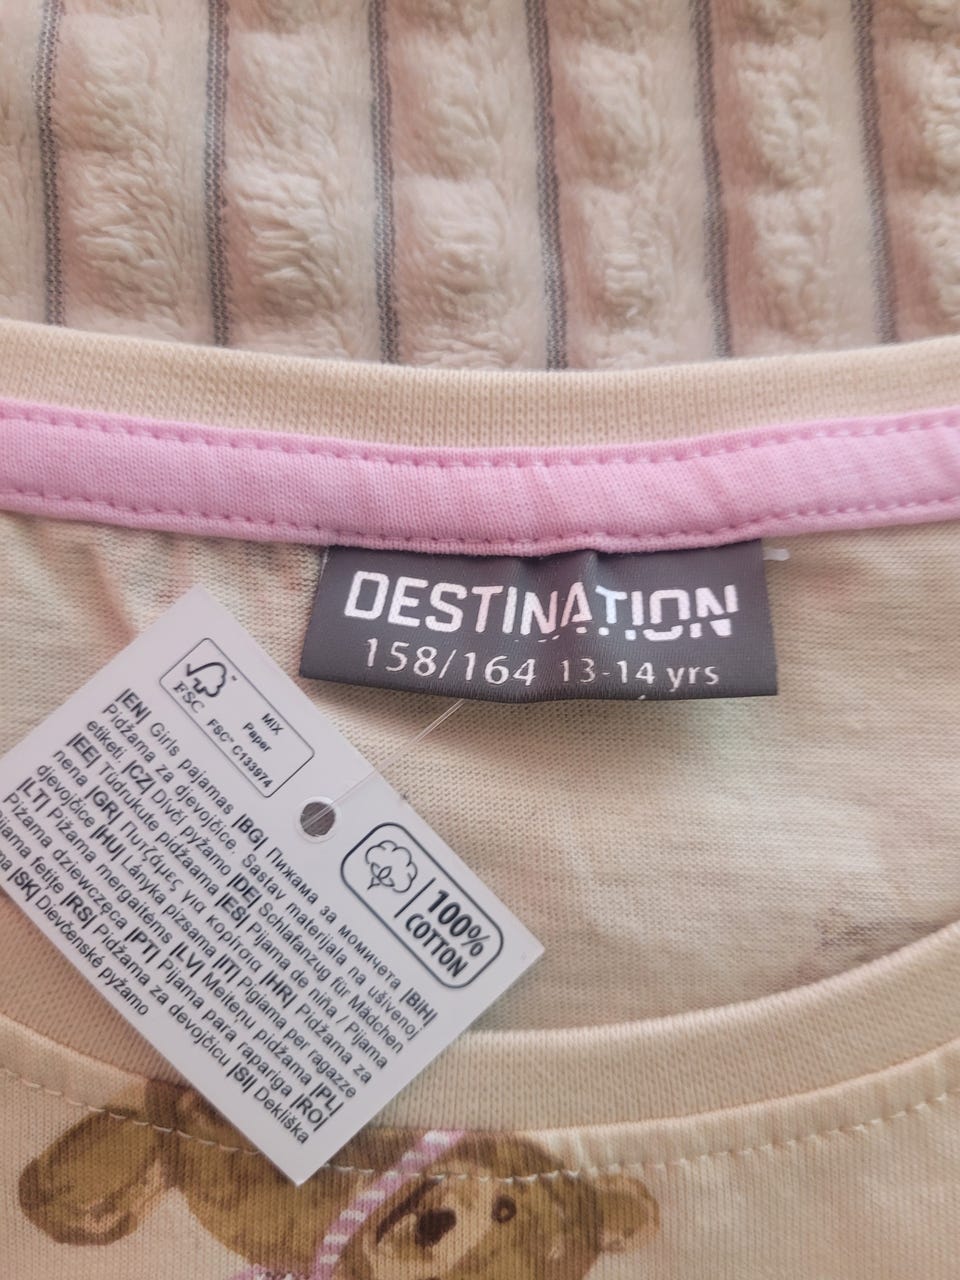 DESTINATION
158/164 13-14 yrs
FSC
MIX
Paper
FSC® C133974
100%
COTTON
|EN| Girls pajamas |BG| Пижама за момичета |BIH|
Pidžama za djevojčice. Sastav materijala na ušivenoj
etiketi. |CZ| Dívčí pyžamo |DE| Schlafanzug für Mädchen
|EE| Tüdrukute pidžaama |ES| Pijama de niña / Pijama
nena |GR| Πυτζάμες για κορίτσια |HR| Pidžama za
djevojčice |HU| Lányka pizsama |IT| Pigiama per ragazze
|LT| Pižama mergaitėms |LV| Meiteņu pidžama |PL|
Piżama dziewczęca |PT| Pijama para rapariga |RO|
fetițe |RS| Pidžama za devojčicu |SI| Dekliška
|SK| Dievčenské pyžamo